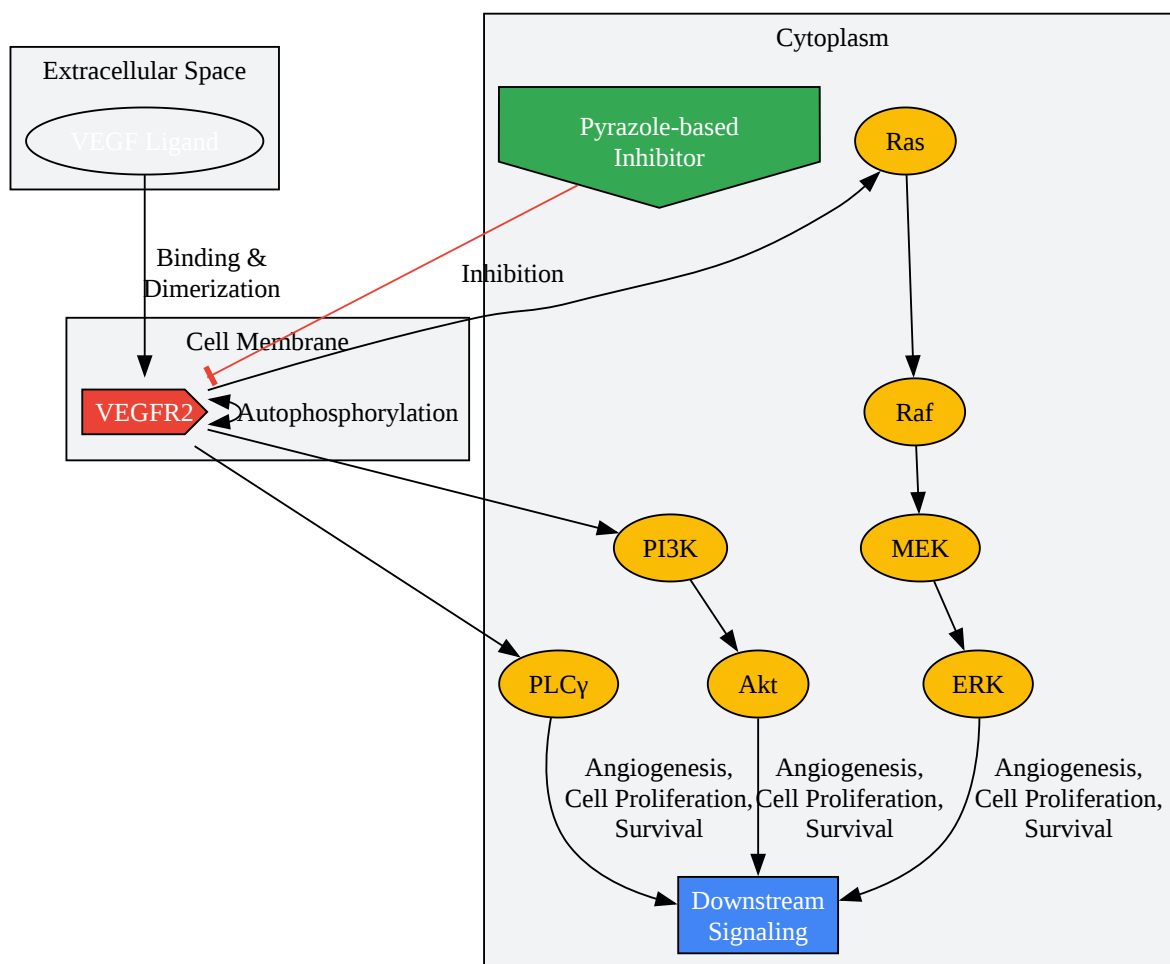 Cytoplasm
Extracellular Space
VEGF Ligand
Pyrazole-based
Inhibitor
Ras
Binding &
Dimerization
Inhibition
Cell Membrane
VEGFR2
Autophosphorylation
Raf
PI3K
MEK
PLCγ
Akt
ERK
Angiogenesis,
Cell Proliferation,
Survival
Angiogenesis,
Cell Proliferation,
Survival
Angiogenesis,
Cell Proliferation,
Survival
Downstream
Signaling